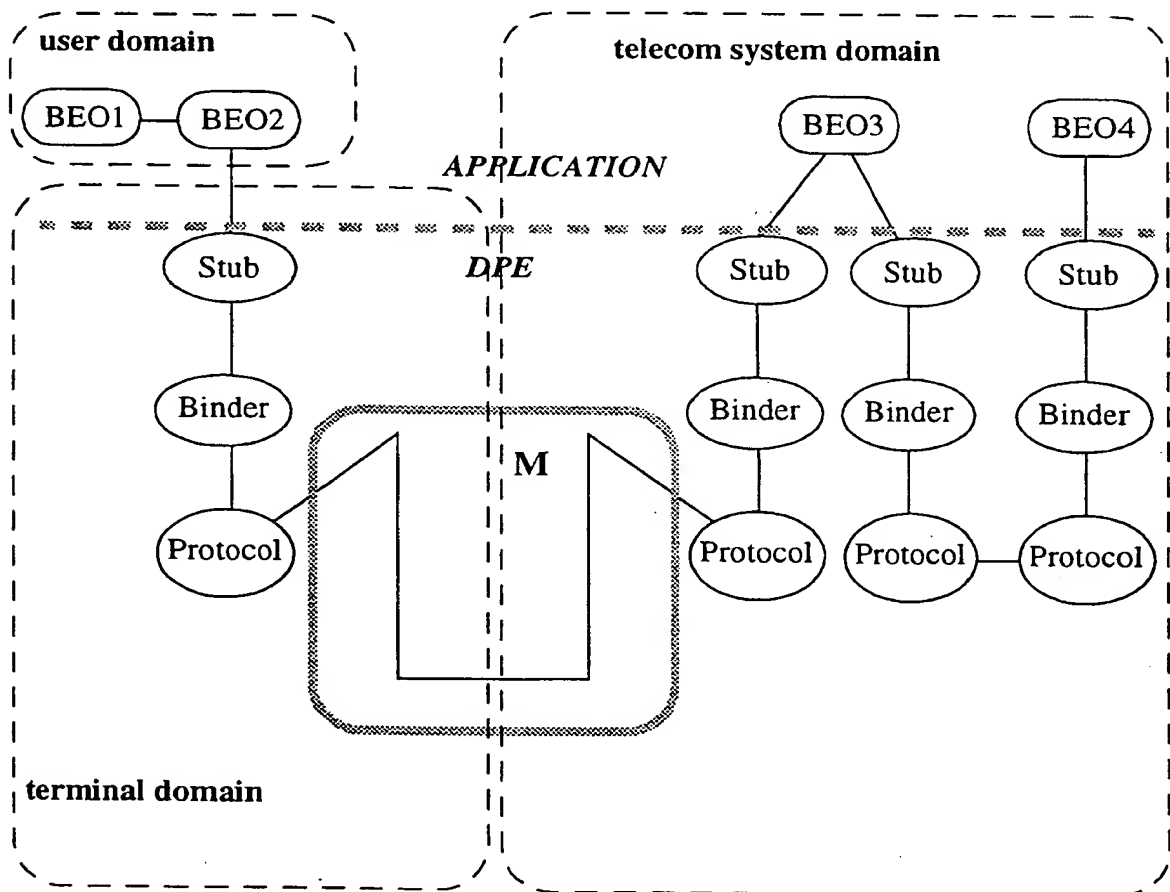 user domain
telecom system domain
BEO1
BEO2
BEO3
BEO4
APPLICATION
DPE
Stub
Stub
Stub
Stub
Binder
Binder
Binder
Binder
M
Protocol
Protocol
Protocol
Protocol
terminal domain